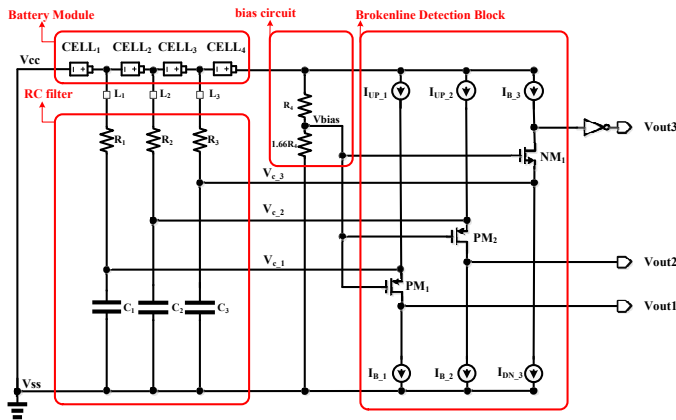 Battery Module
bias circuit
Brokenline Detection Block
CELL1 CELL2 CELL3 CELL4
Vcc
RC filter
L1 L2 L3
IUP_1 IUP_2 IB_3
R4
Vbias
1.66R4
R1 R2 R3
Vout3
NM1
Vc_3
Vc_2
PM2
Vc_1
Vout2
PM1
C1 C2 C3
Vout1
IB_1 IB_2 IDN_3
Vss